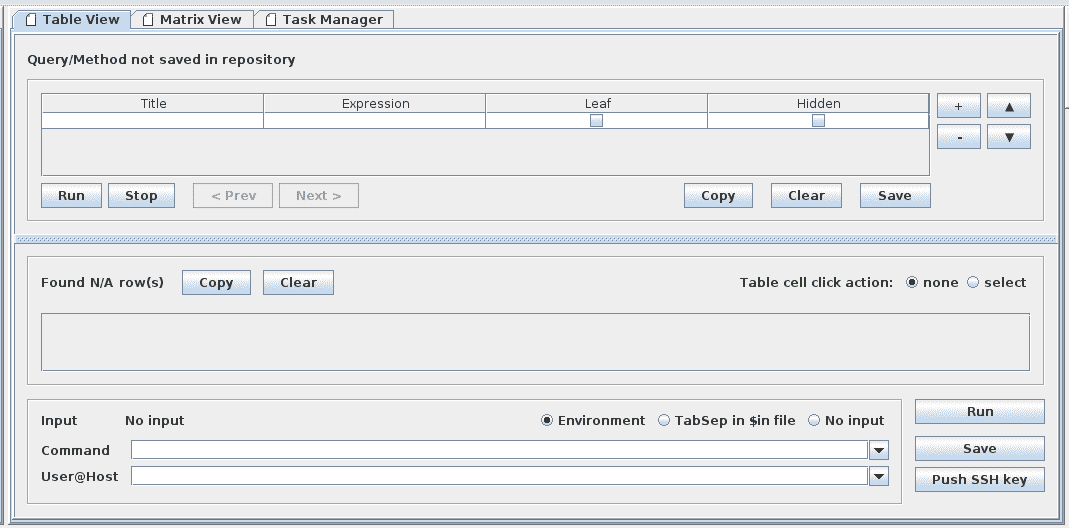 Table View Matrix View Task Manager
Query/Method not saved in repository
Title Expression Leaf Hidden + ▲
- ▼
Run Stop < Prev Next > Copy Clear Save
Found N/A row(s) Copy Clear Table cell click action: none select
Input No input Environment TabSep in $in file No input Run
Command Save
User@Host Push SSH key